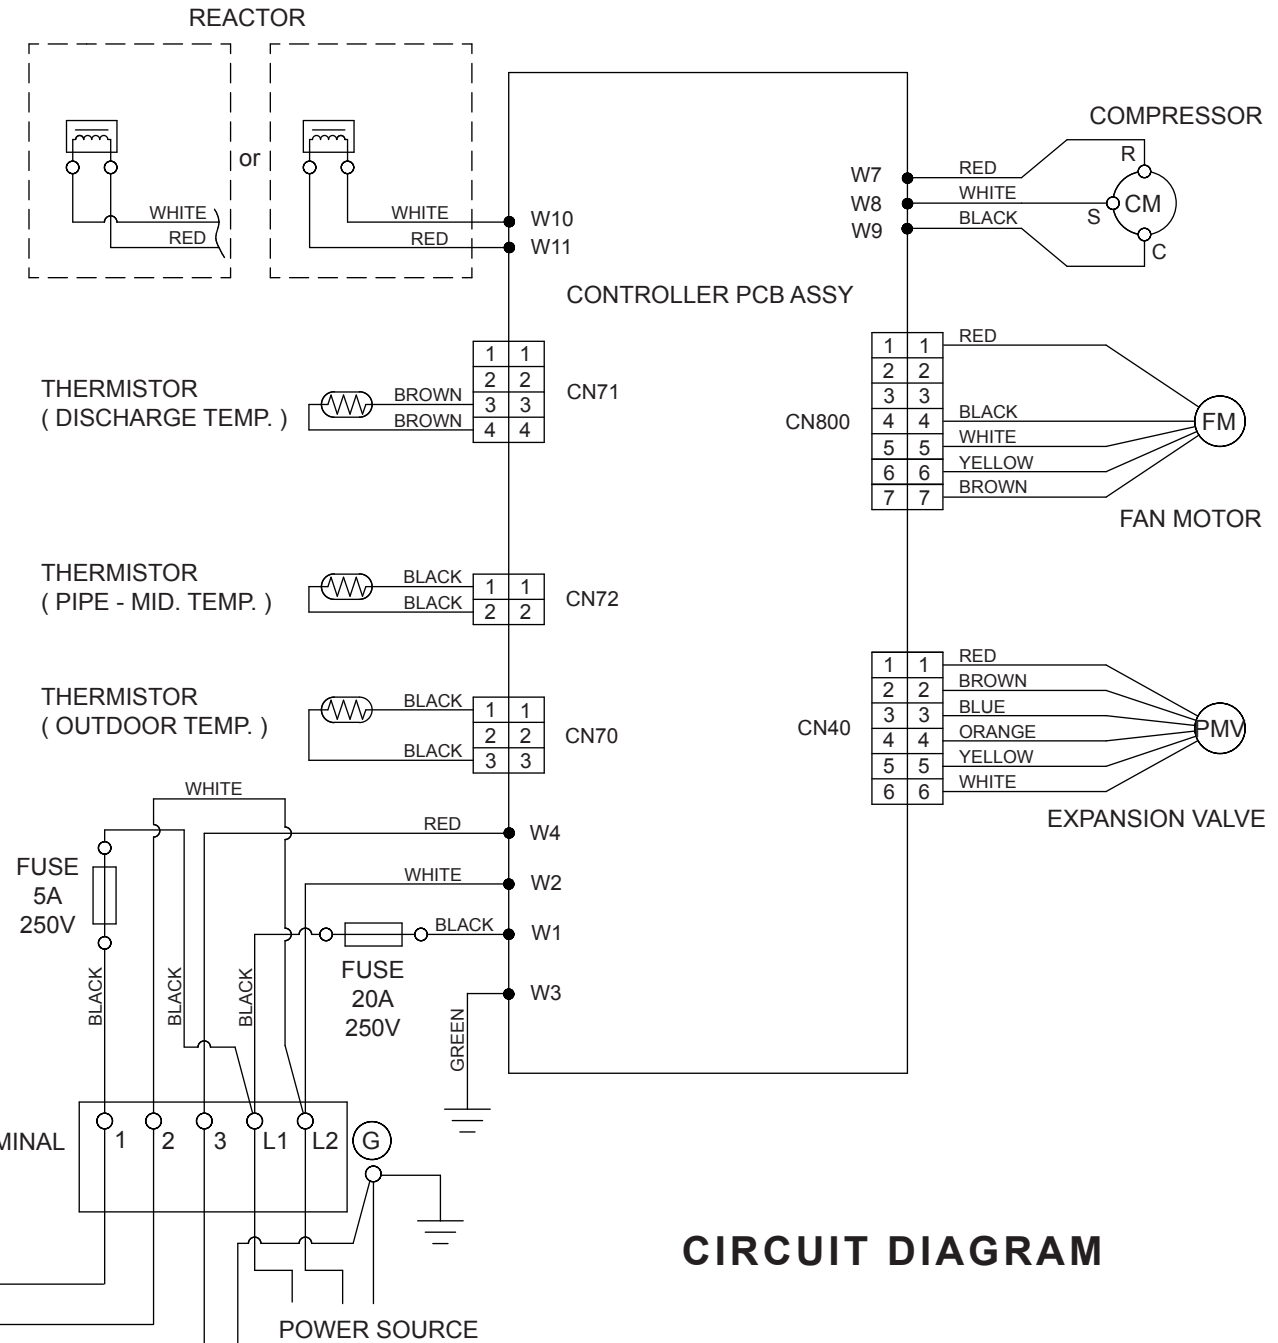 REACTOR
or
WHITE
RED
WHITE
RED
W10
W11
COMPRESSOR
W7
W8
W9
RED
WHITE
BLACK
R
S
CM
C
CONTROLLER PCB ASSY
THERMISTOR
( DISCHARGE TEMP. )
BROWN
BROWN
1 1
2 2
3 3
4 4
CN71
CN800
1 1
2 2
3 3
4 4
5 5
6 6
7 7
RED
BLACK
WHITE
YELLOW
BROWN
FM
FAN MOTOR
THERMISTOR
( PIPE - MID. TEMP. )
BLACK
BLACK
1 1
2 2
CN72
THERMISTOR
( OUTDOOR TEMP. )
BLACK
BLACK
1 1
2 2
3 3
CN70
CN40
1 1
2 2
3 3
4 4
5 5
6 6
RED
BROWN
BLUE
ORANGE
YELLOW
WHITE
PMV
EXPANSION VALVE
WHITE
RED
W4
WHITE
W2
BLACK
W1
W3
FUSE
5A
250V
FUSE
20A
250V
BLACK
BLACK
BLACK
GREEN
MINAL
1
2
3
L1
L2
G
CIRCUIT DIAGRAM
POWER SOURCE